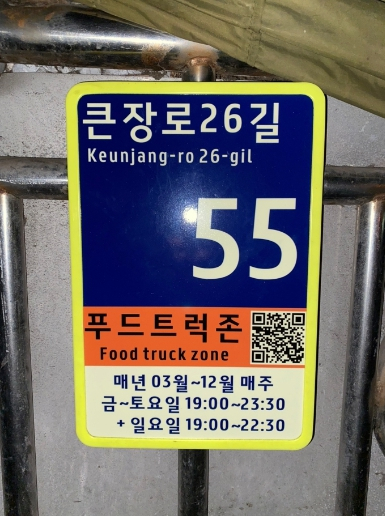 큰장로26길
Keunjang-ro 26-gil
55
푸드트럭존
Food truck zone
매년 03월~12월 매주
금~토요일 19:00~23:30
+ 일요일 19:00~22:30